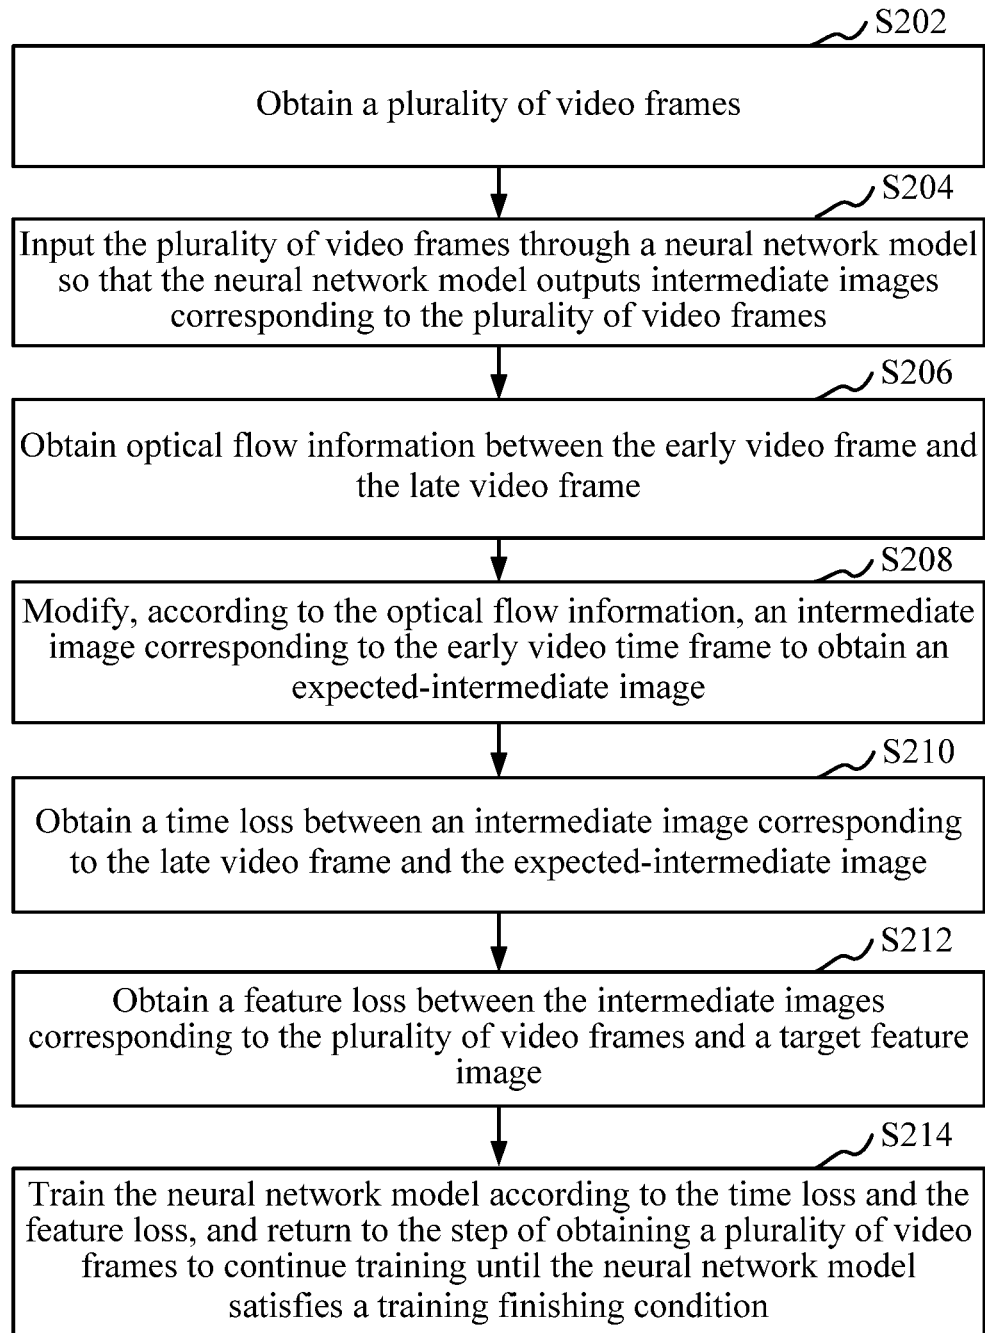 S202
Obtain a plurality of video frames
S204
Input the plurality of video frames through a neural network model
so that the neural network model outputs intermediate images
corresponding to the plurality of video frames
S206
Obtain optical flow information between the early video frame and
the late video frame
S208
Modify, according to the optical flow information, an intermediate
image corresponding to the early video time frame to obtain an
expected-intermediate image
S210
Obtain a time loss between an intermediate image corresponding
to the late video frame and the expected-intermediate image
S212
Obtain a feature loss between the intermediate images
corresponding to the plurality of video frames and a target feature
image
S214
Train the neural network model according to the time loss and the
feature loss, and return to the step of obtaining a plurality of video
frames to continue training until the neural network model
satisfies a training finishing condition